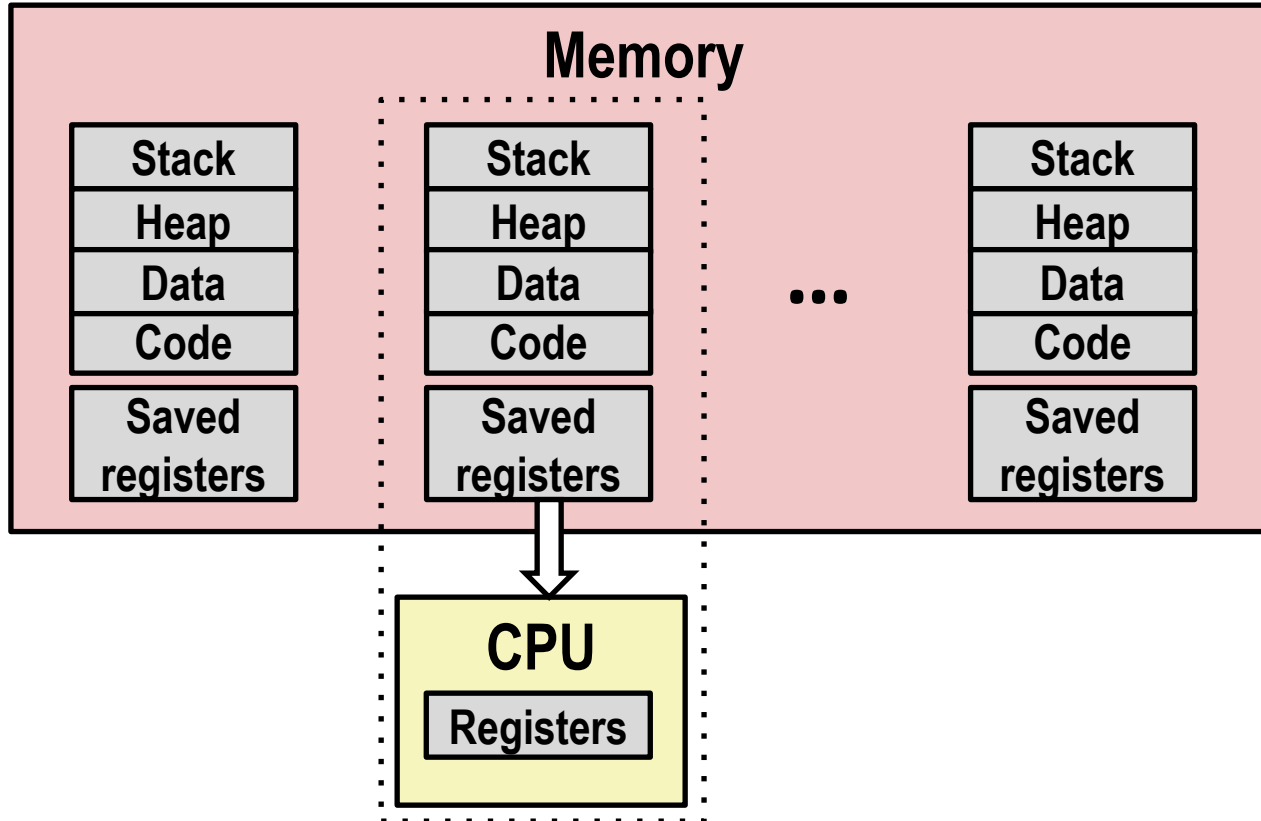 Memory
Stack
Heap
Data
Code
Saved
registers
Stack
Heap
Data
Code
Saved
registers
...
Stack
Heap
Data
Code
Saved
registers
CPU
Registers